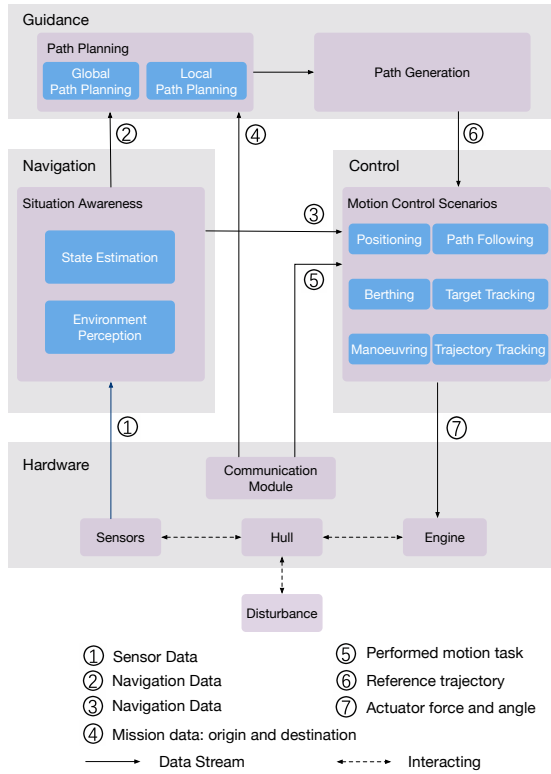 Guidance
Path Planning
Global
Path Planning
Local
Path Planning
Path Generation
②
④
⑥
Navigation
Control
Situation Awareness
Motion Control Scenarios
③
State Estimation
Environment
Perception
⑤
Positioning
Path Following
Berthing
Target Tracking
Manoeuvring
Trajectory Tracking
①
⑦
Hardware
Communication
Module
Sensors
Hull
Engine
Disturbance
① Sensor Data
② Navigation Data
③ Navigation Data
④ Mission data: origin and destination
⑤ Performed motion task
⑥ Reference trajectory
⑦ Actuator force and angle
Data Stream
Interacting